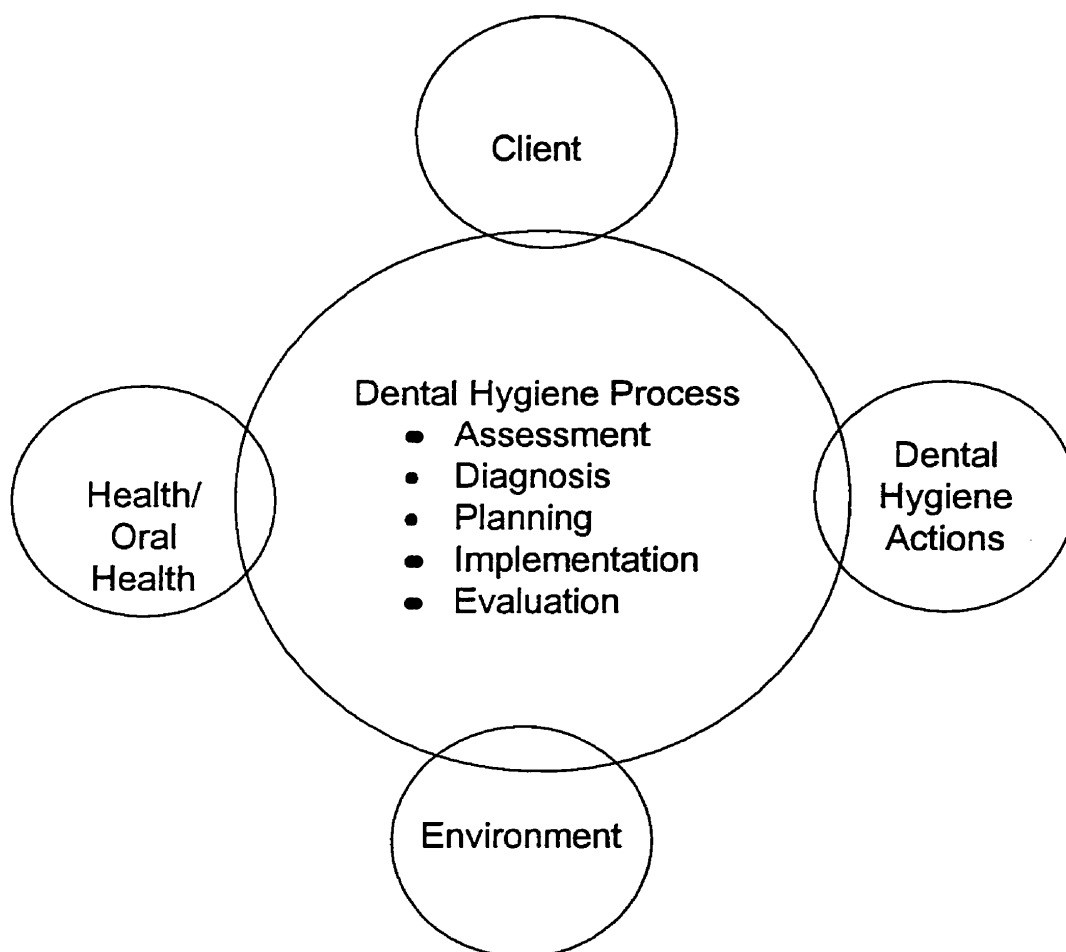 Client
Dental Hygiene Process
• Assessment
• Diagnosis
• Planning
• Implementation
• Evaluation
Health/
Oral
Health
Dental
Hygiene
Actions
Environment